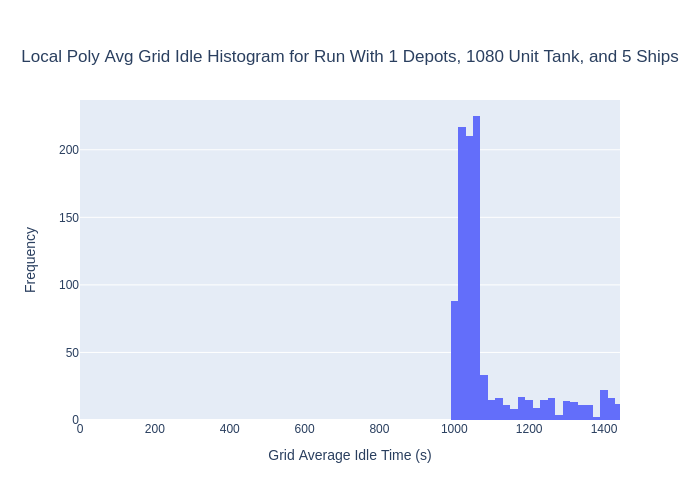 Local Poly Avg Grid Idle Histogram for Run With 1 Depots, 1080 Unit Tank, and 5 Ships
200
150
100
50
0
Frequency
0 200 400 600 800 1000 1200 1400
Grid Average Idle Time (s)